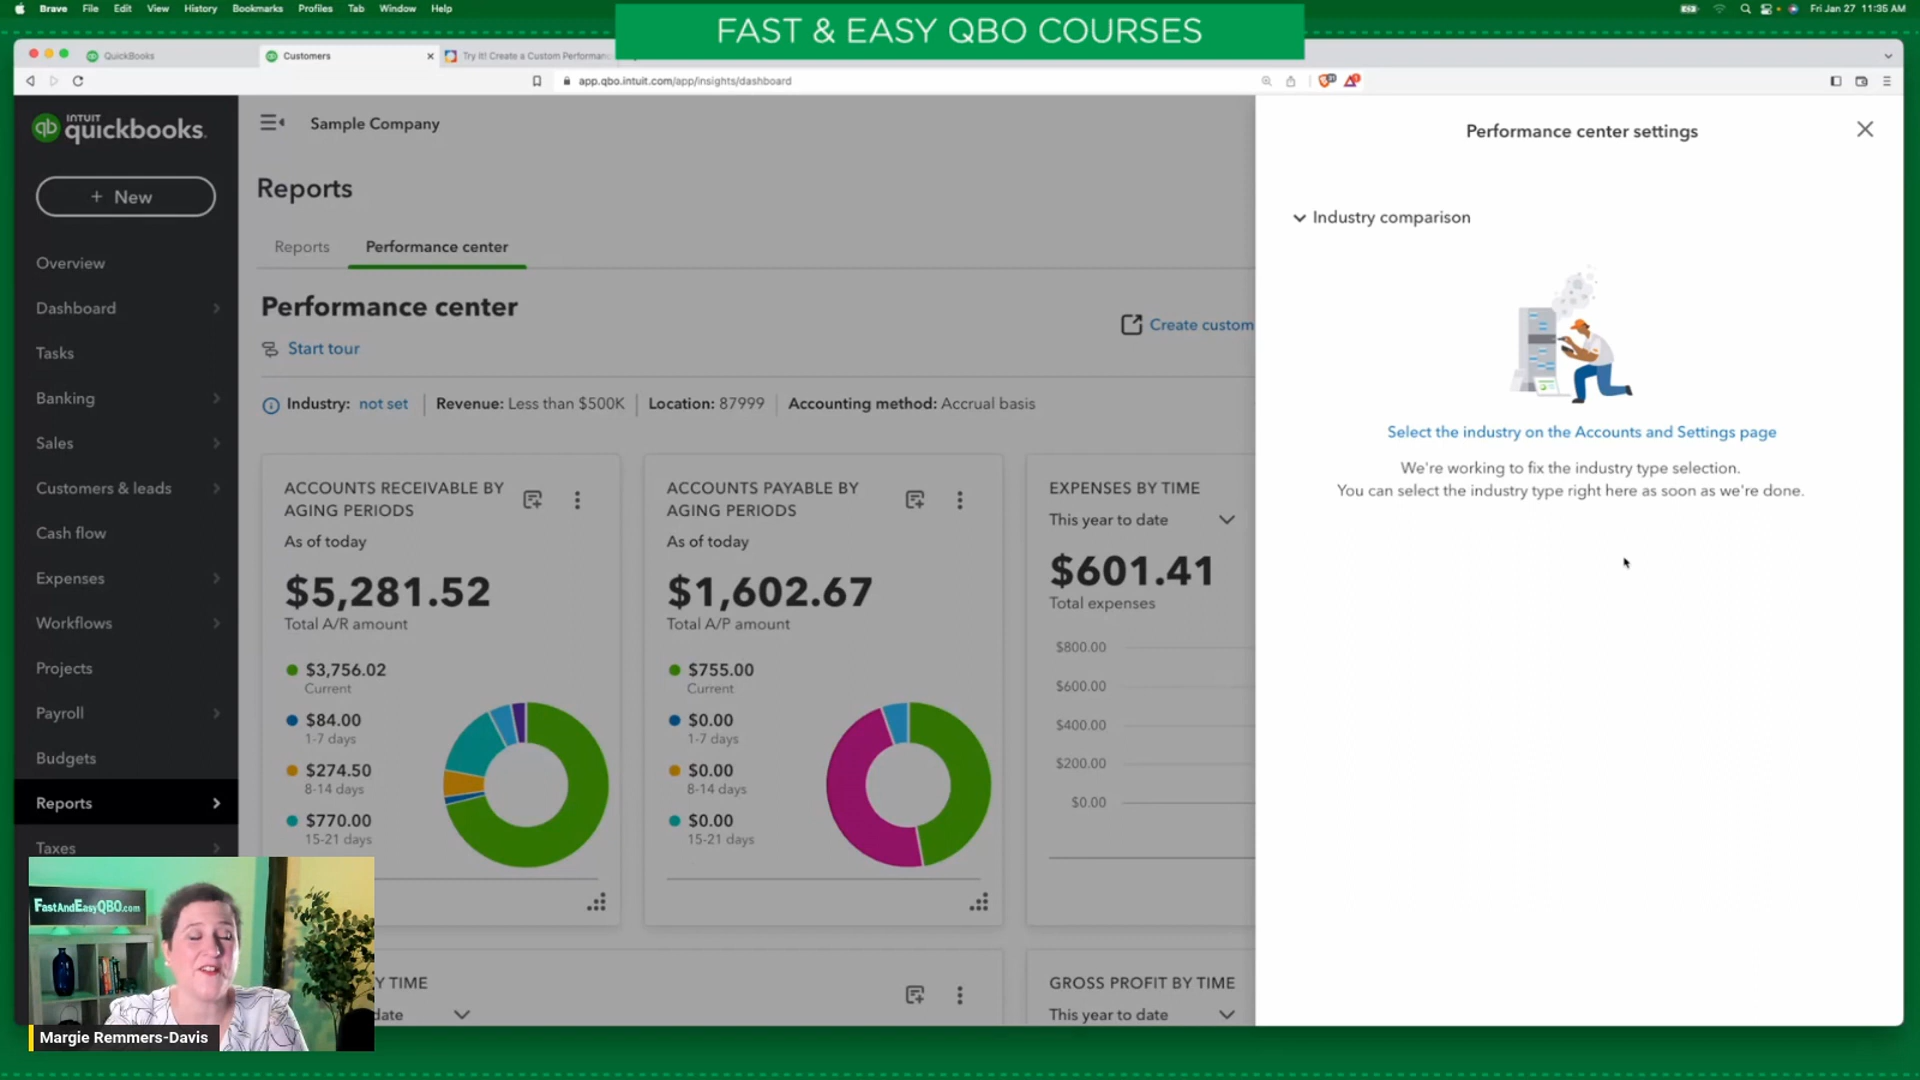 Brave File Edit View History Bookmarks Profiles Tab Window Help
Fri Jan 27 11:35 AM
FAST & EASY QBO COURSES
QuickBooks
Customers
Try It! Create a Custom Performanc
app.qbo.intuit.com/app/insights/dashboard
INTUIT
quickbooks.
+ New
Overview
Dashboard
Tasks
Banking
Sales
Customers & leads
Cash flow
Expenses
Workflows
Projects
Payroll
Budgets
Reports
Taxes
Sample Company
Reports
Reports
Performance center
Performance center
Create custom
Start tour
Industry: not set
Revenue: Less than $500K
Location: 87999
Accounting method: Accrual basis
ACCOUNTS RECEIVABLE BY
AGING PERIODS
As of today
$5,281.52
Total A/R amount
$3,756.02
Current
$84.00
1-7 days
$274.50
8-14 days
$770.00
15-21 days
ACCOUNTS PAYABLE BY
AGING PERIODS
As of today
$1,602.67
Total A/P amount
$755.00
Current
$0.00
1-7 days
$0.00
8-14 days
$0.00
15-21 days
EXPENSES BY TIME
This year to date
$601.41
Total expenses
$800.00
$600.00
$400.00
$200.00
$0.00
Y TIME
date
GROSS PROFIT BY TIME
This year to date
Performance center settings
Industry comparison
Select the industry on the Accounts and Settings page
We're working to fix the industry type selection.
You can select the industry type right here as soon as we're done.
FastAndEasyQBO.com
Margie Remmers-Davis